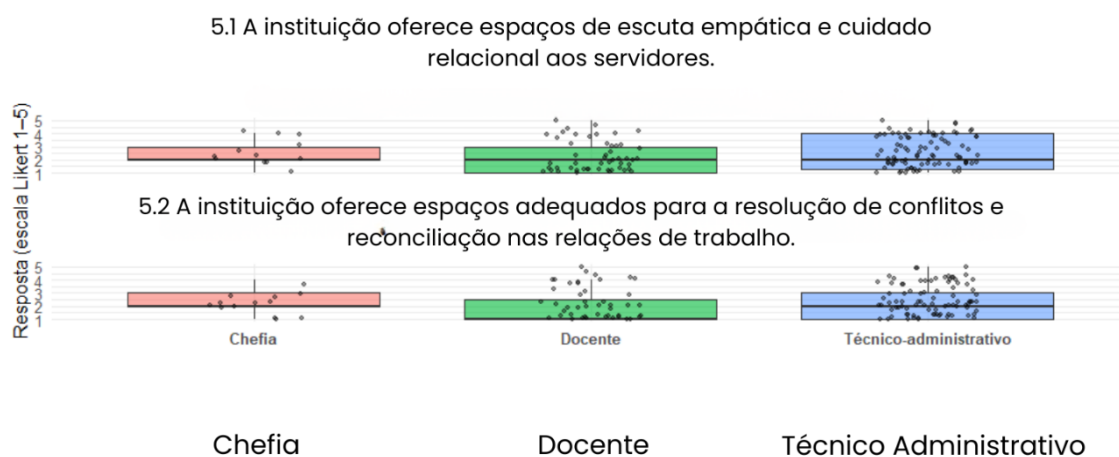 5.1 A instituição oferece espaços de escuta empática e cuidado
relacional aos servidores.
Resposta (escala Likert 1–5)
5
4
3
2
1
5.2 A instituição oferece espaços adequados para a resolução de conflitos e
reconciliação nas relações de trabalho.
5
4
3
2
1
Chefia Docente Técnico-administrativo
Chefia Docente Técnico Administrativo